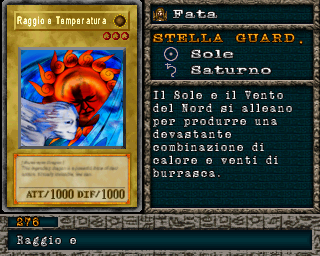 Raggio e Temperatura
ATT/1000 DIF/1000
Fata
STELLA GUARD.
Sole
Saturno
Il Sole e il Vento
del Nord si alleano
per produrre una
devastante
combinazione di
calore e venti di
burrasca.
276
Raggio e